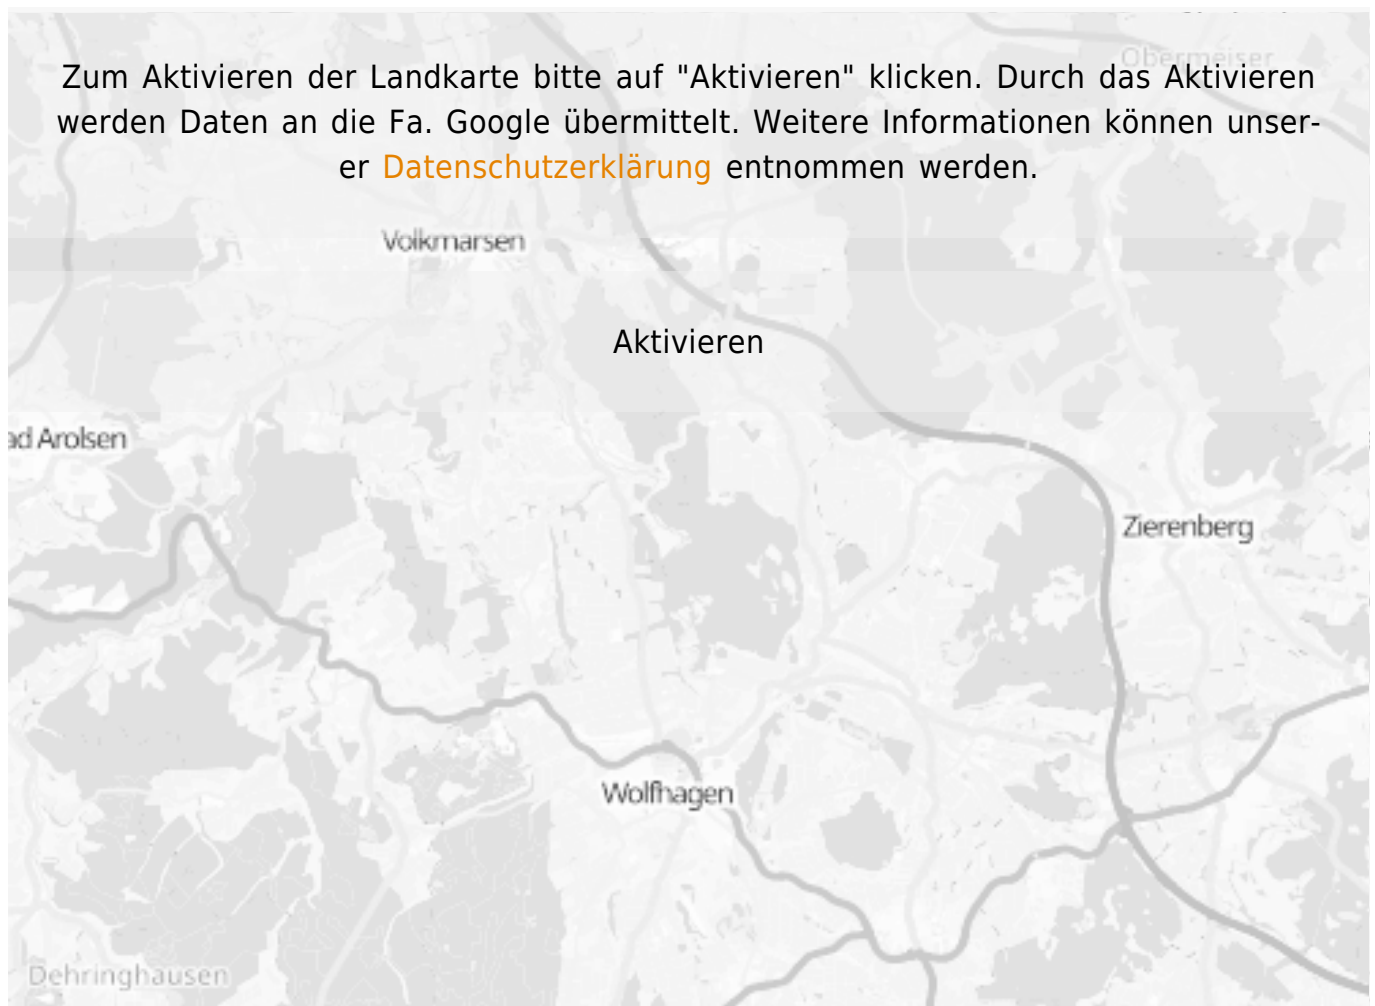 Obermeiser
Zum Aktivieren der Landkarte bitte auf "Aktivieren" klicken. Durch das Aktivieren
werden Daten an die Fa. Google übermittelt. Weitere Informationen können unser-
er Datenschutzerklärung entnommen werden.
Volkmarsen
Aktivieren
ad Arolsen
Zierenberg
Wolfhagen
Dehringhausen